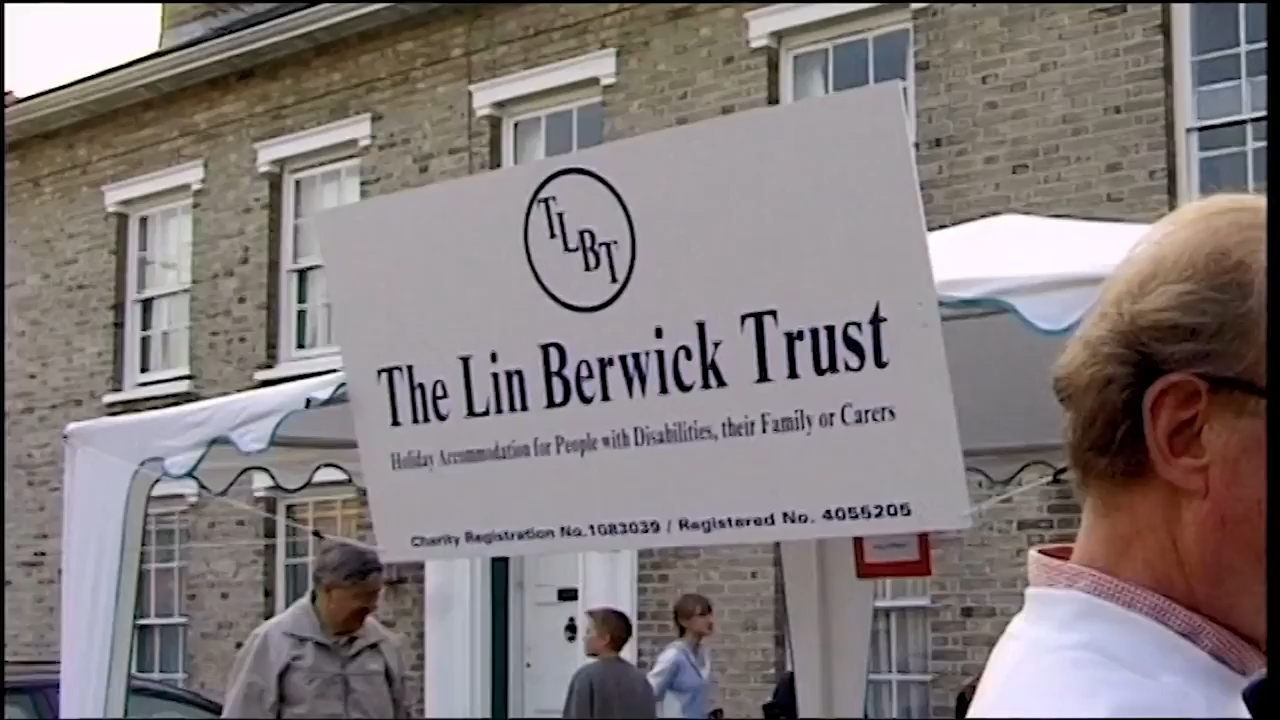 TLBT
The Lin Berwick Trust
Holiday Accommodation for People with Disabilities, their Family or Carers
Charity Registration No.1083039 / Registered No. 4055205